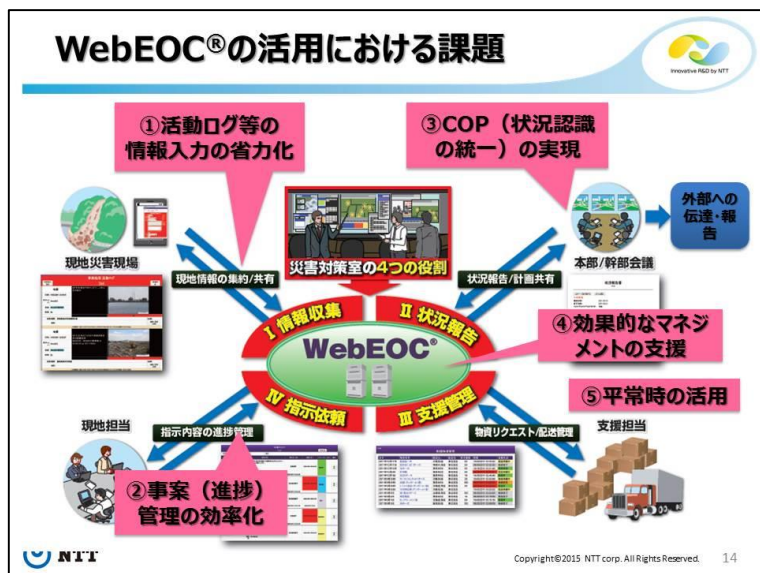 WebEOC®の活用における課題
Innovative R&D by NTT
①活動ログ等の
情報入力の省力化
③COP（状況認識
の統一）の実現
外部への
伝達・報
告
災害対策室の4つの役割
現地災害現場
本部/幹部会議
現地情報の集約/共有
状況報告/計画共有
Ⅰ 情報収集
Ⅱ 状況報告
WebEOC®
④効果的なマネジ
メントの支援
Ⅳ 指示依頼
Ⅲ 支援管理
⑤平常時の活用
現地担当
指示内容の進捗管理
物資リクエスト/配送管理
支援担当
②事案（進捗）
管理の効率化
NTT
Copyright©2015 NTT corp. All Rights Reserved.
14